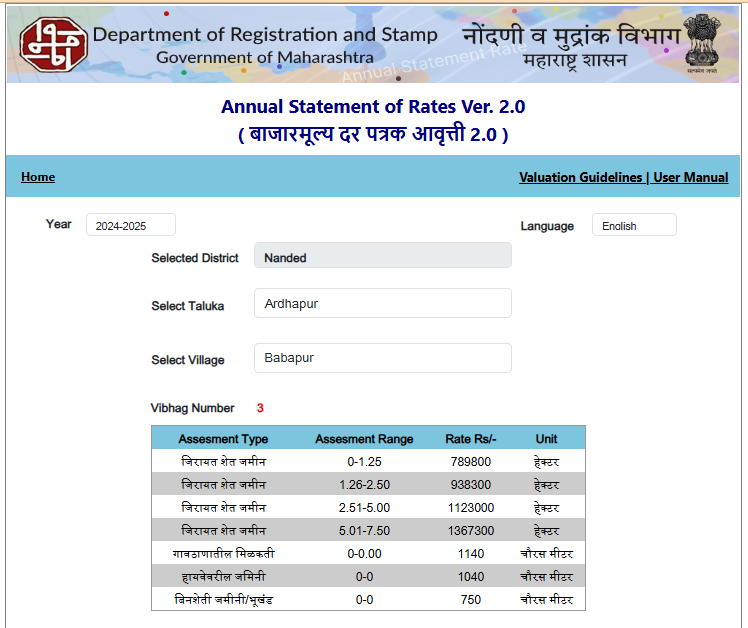 Department of Registration and Stamp
Government of Maharashtra
नोंदणी व मुद्रांक विभाग
महाराष्ट्र शासन
सत्यमेव जयते
Annual Statement Rate
Annual Statement of Rates Ver. 2.0
( बाजारमूल्य दर पत्रक आवृत्ती 2.0 )
Home Valuation Guidelines | User Manual
Year 2024-2025 Language English
Selected District Nanded
Select Taluka Ardhapur
Select Village Babapur
Vibhag Number 3
Assesment Type Assesment Range Rate Rs/- Unit
जिरायत शेत जमीन 0-1.25 789800 हेक्टर
जिरायत शेत जमीन 1.26-2.50 938300 हेक्टर
जिरायत शेत जमीन 2.51-5.00 1123000 हेक्टर
जिरायत शेत जमीन 5.01-7.50 1367300 हेक्टर
गावठाणातील मिळकती 0-0.00 1140 चौरस मीटर
हायवेवरील जमिनी 0-0 1040 चौरस मीटर
बिनशेती जमीनी/भूखंड 0-0 750 चौरस मीटर